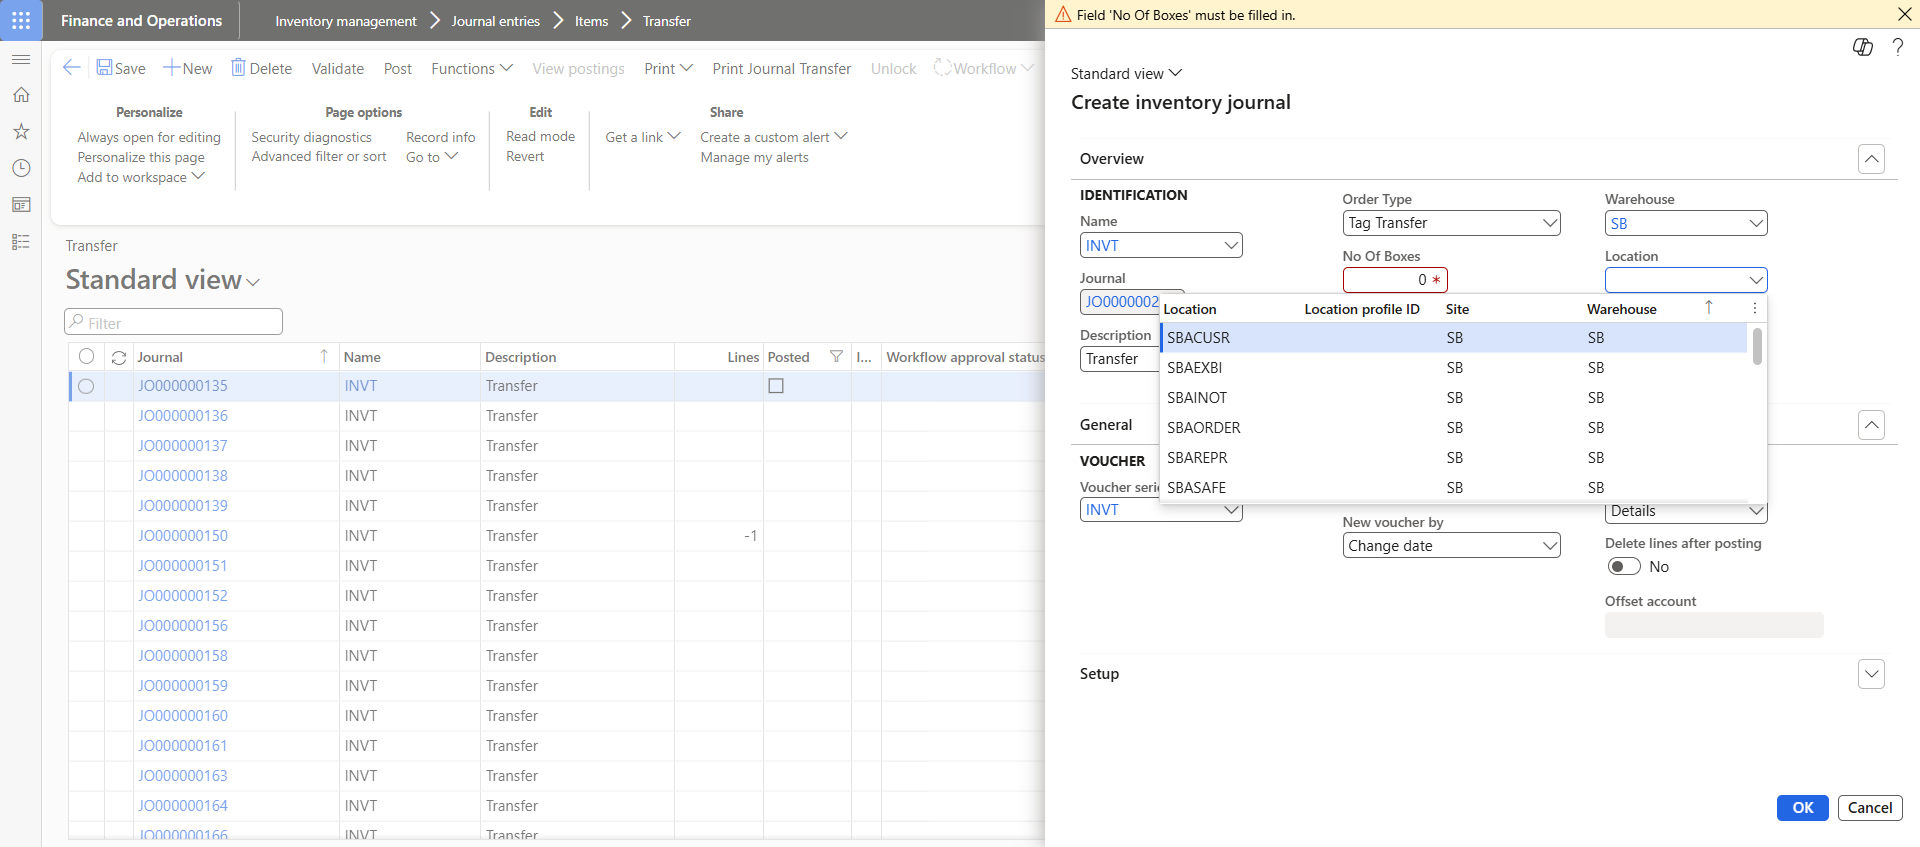 Finance and Operations
Inventory management
Journal entries
Items
Transfer
Save
New
Delete
Validate
Post
Functions
View postings
Print
Print Journal Transfer
Unlock
Workflow
Personalize
Always open for editing
Personalize this page
Add to workspace
Page options
Security diagnostics
Advanced filter or sort
Record info
Go to
Edit
Read mode
Revert
Share
Get a link
Create a custom alert
Manage my alerts
Transfer
Standard view
Filter
Journal Name Description Lines Posted I... Workflow approval status
JO000000135 INVT Transfer
JO000000136 INVT Transfer
JO000000137 INVT Transfer
JO000000138 INVT Transfer
JO000000139 INVT Transfer
JO000000150 INVT Transfer -1
JO000000151 INVT Transfer
JO000000152 INVT Transfer
JO000000156 INVT Transfer
JO000000158 INVT Transfer
JO000000159 INVT Transfer
JO000000160 INVT Transfer
JO000000161 INVT Transfer
JO000000163 INVT Transfer
JO000000164 INVT Transfer
JO000000166 INVT Transfer
Field 'No Of Boxes' must be filled in.
?
Standard view
Create inventory journal
Overview
IDENTIFICATION
Name
INVT
Journal
JO0000002
Description
Transfer
Order Type
Tag Transfer
No Of Boxes
0 *
Warehouse
SB
Location
Location Location profile ID Site Warehouse
SBACUSR SB SB
SBAEXBI SB SB
SBAINOT SB SB
SBAORDER SB SB
SBAREPR SB SB
SBASAFE SB SB
General
VOUCHER
Voucher seri
INVT
New voucher by
Change date
Details
Delete lines after posting
No
Offset account
Setup
OK
Cancel